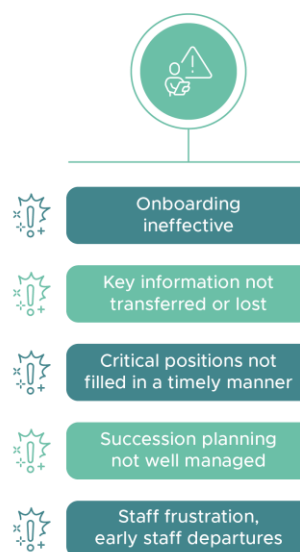 Onboarding
ineffective
Key information not
transferred or lost
Critical positions not
filled in a timely manner
Succession planning
not well managed
Staff frustration,
early staff departures